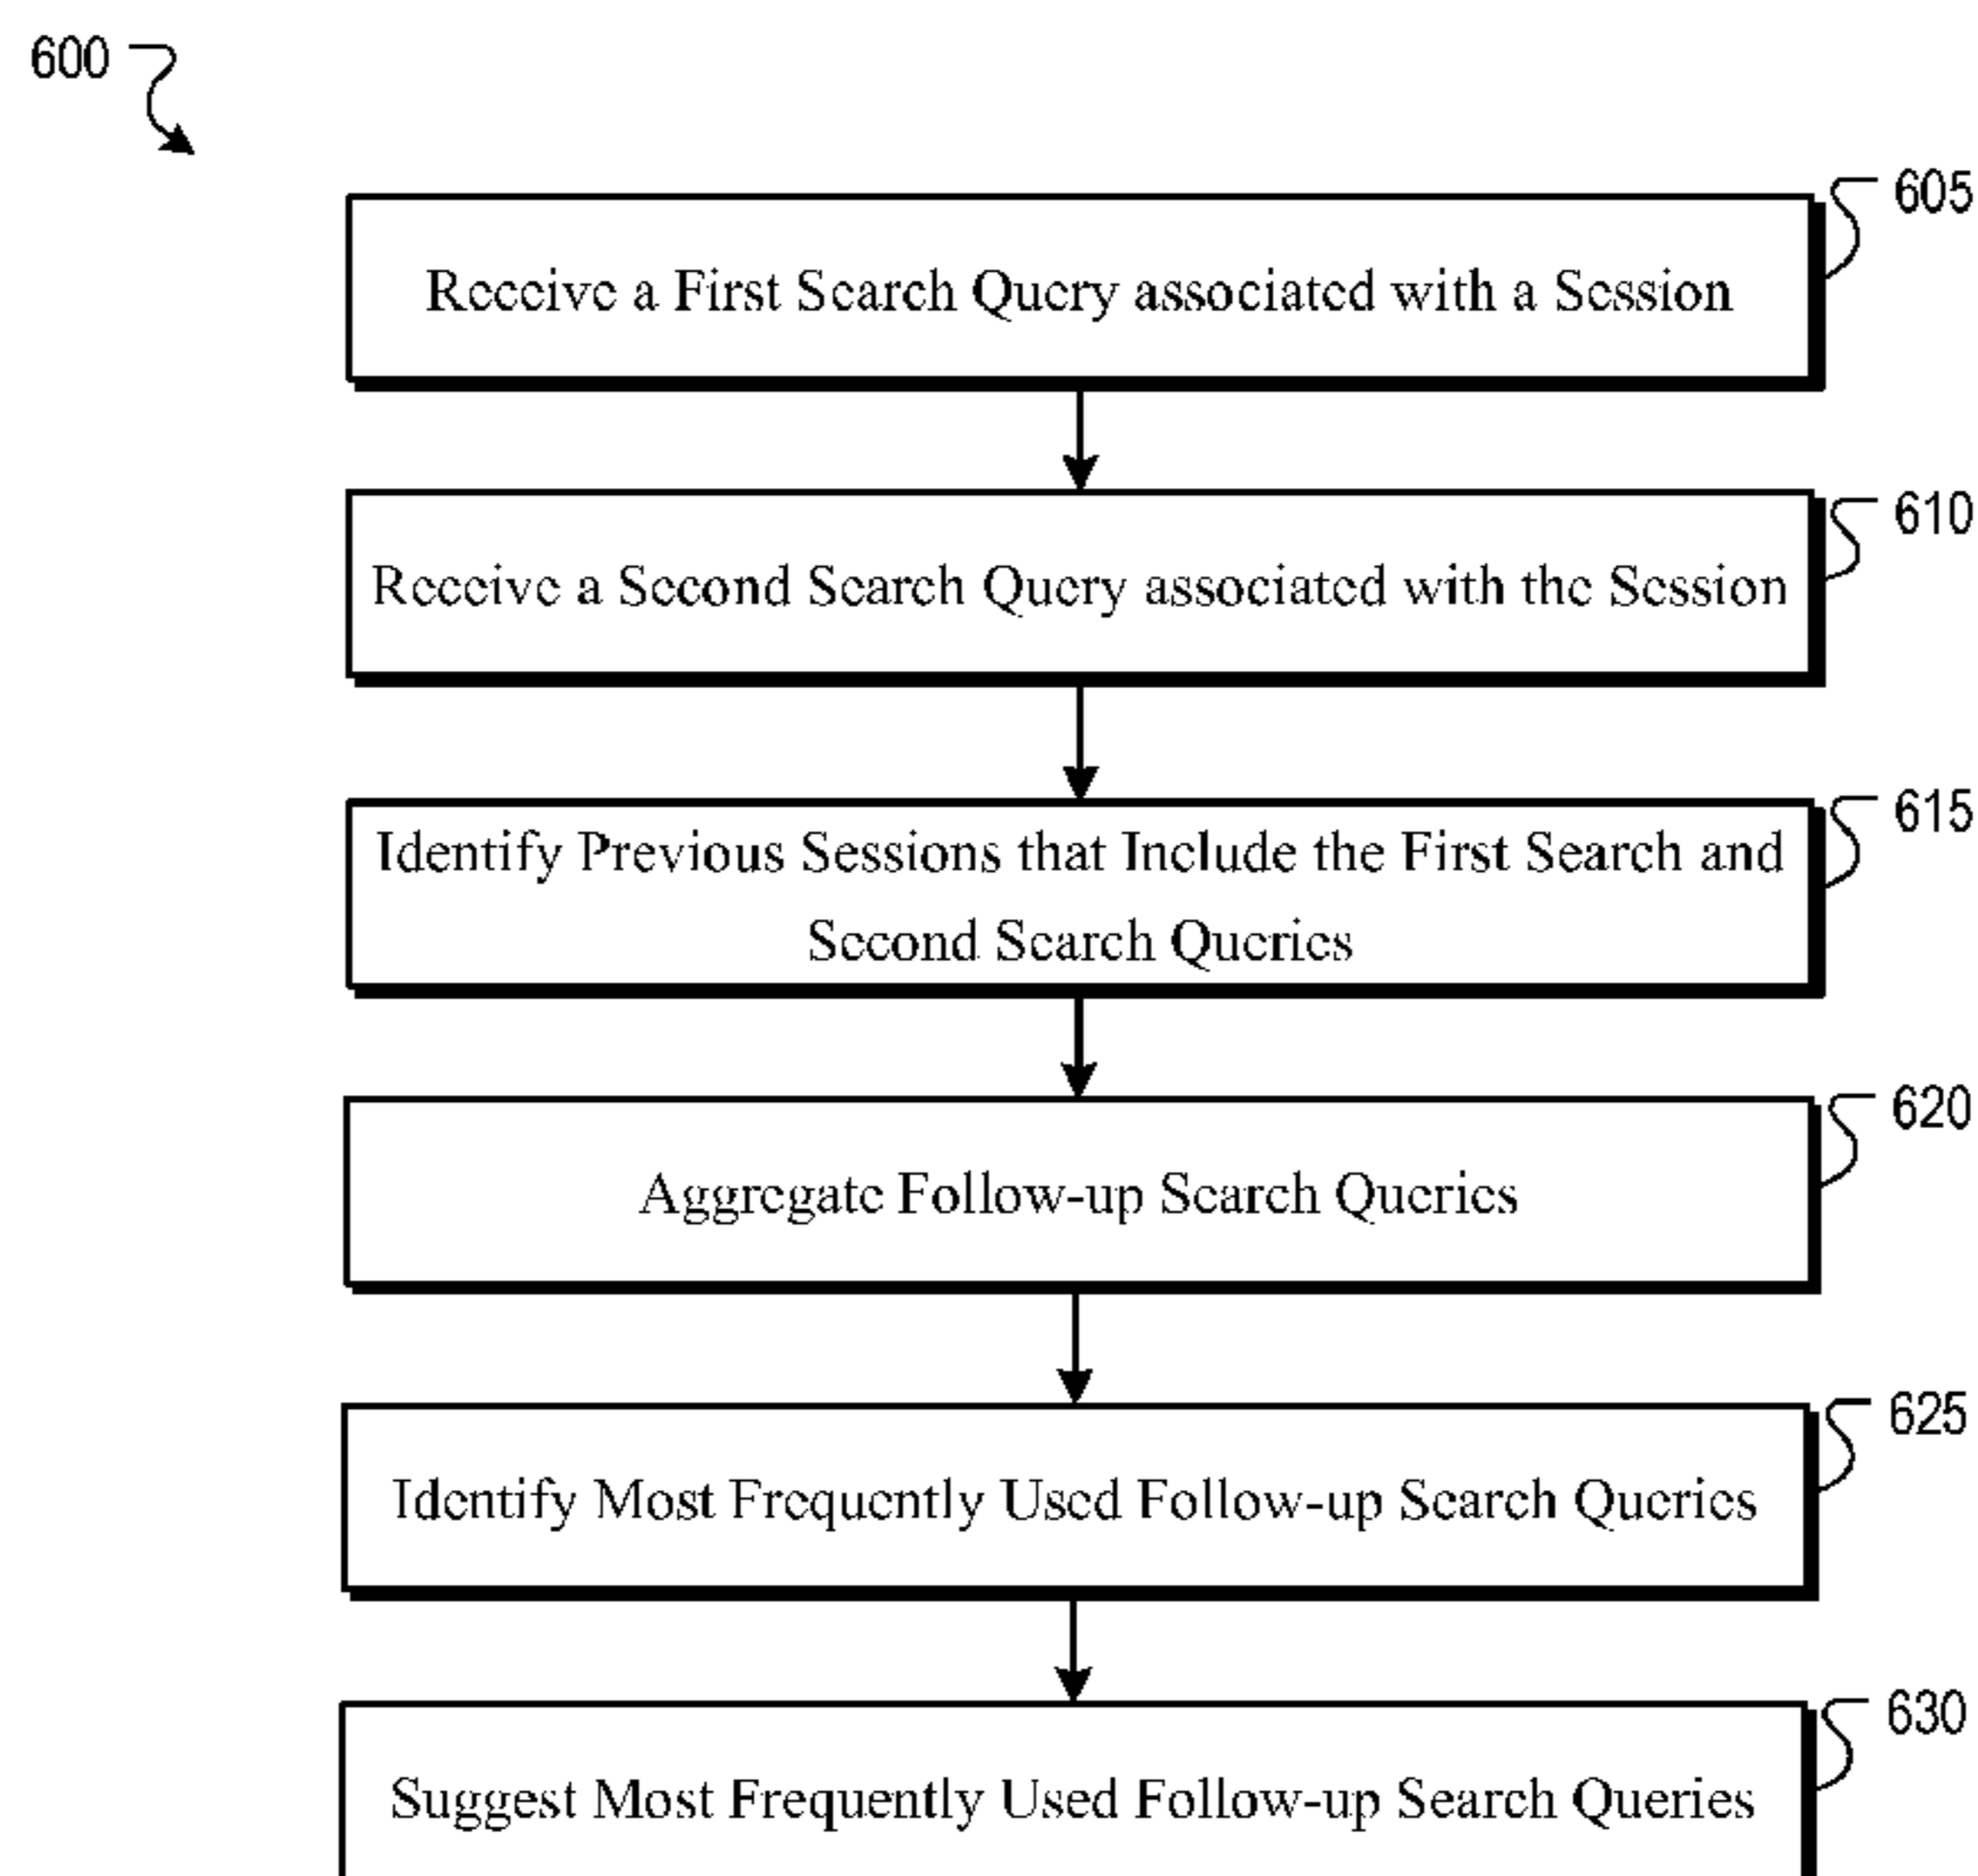 600
605
Receive a First Search Query associated with a Session
610
Receive a Second Search Query associated with the Session
615
Identify Previous Sessions that Include the First Search and
Second Search Queries
620
Aggregate Follow-up Search Queries
625
Identify Most Frequently Used Follow-up Search Queries
630
Suggest Most Frequently Used Follow-up Search Queries